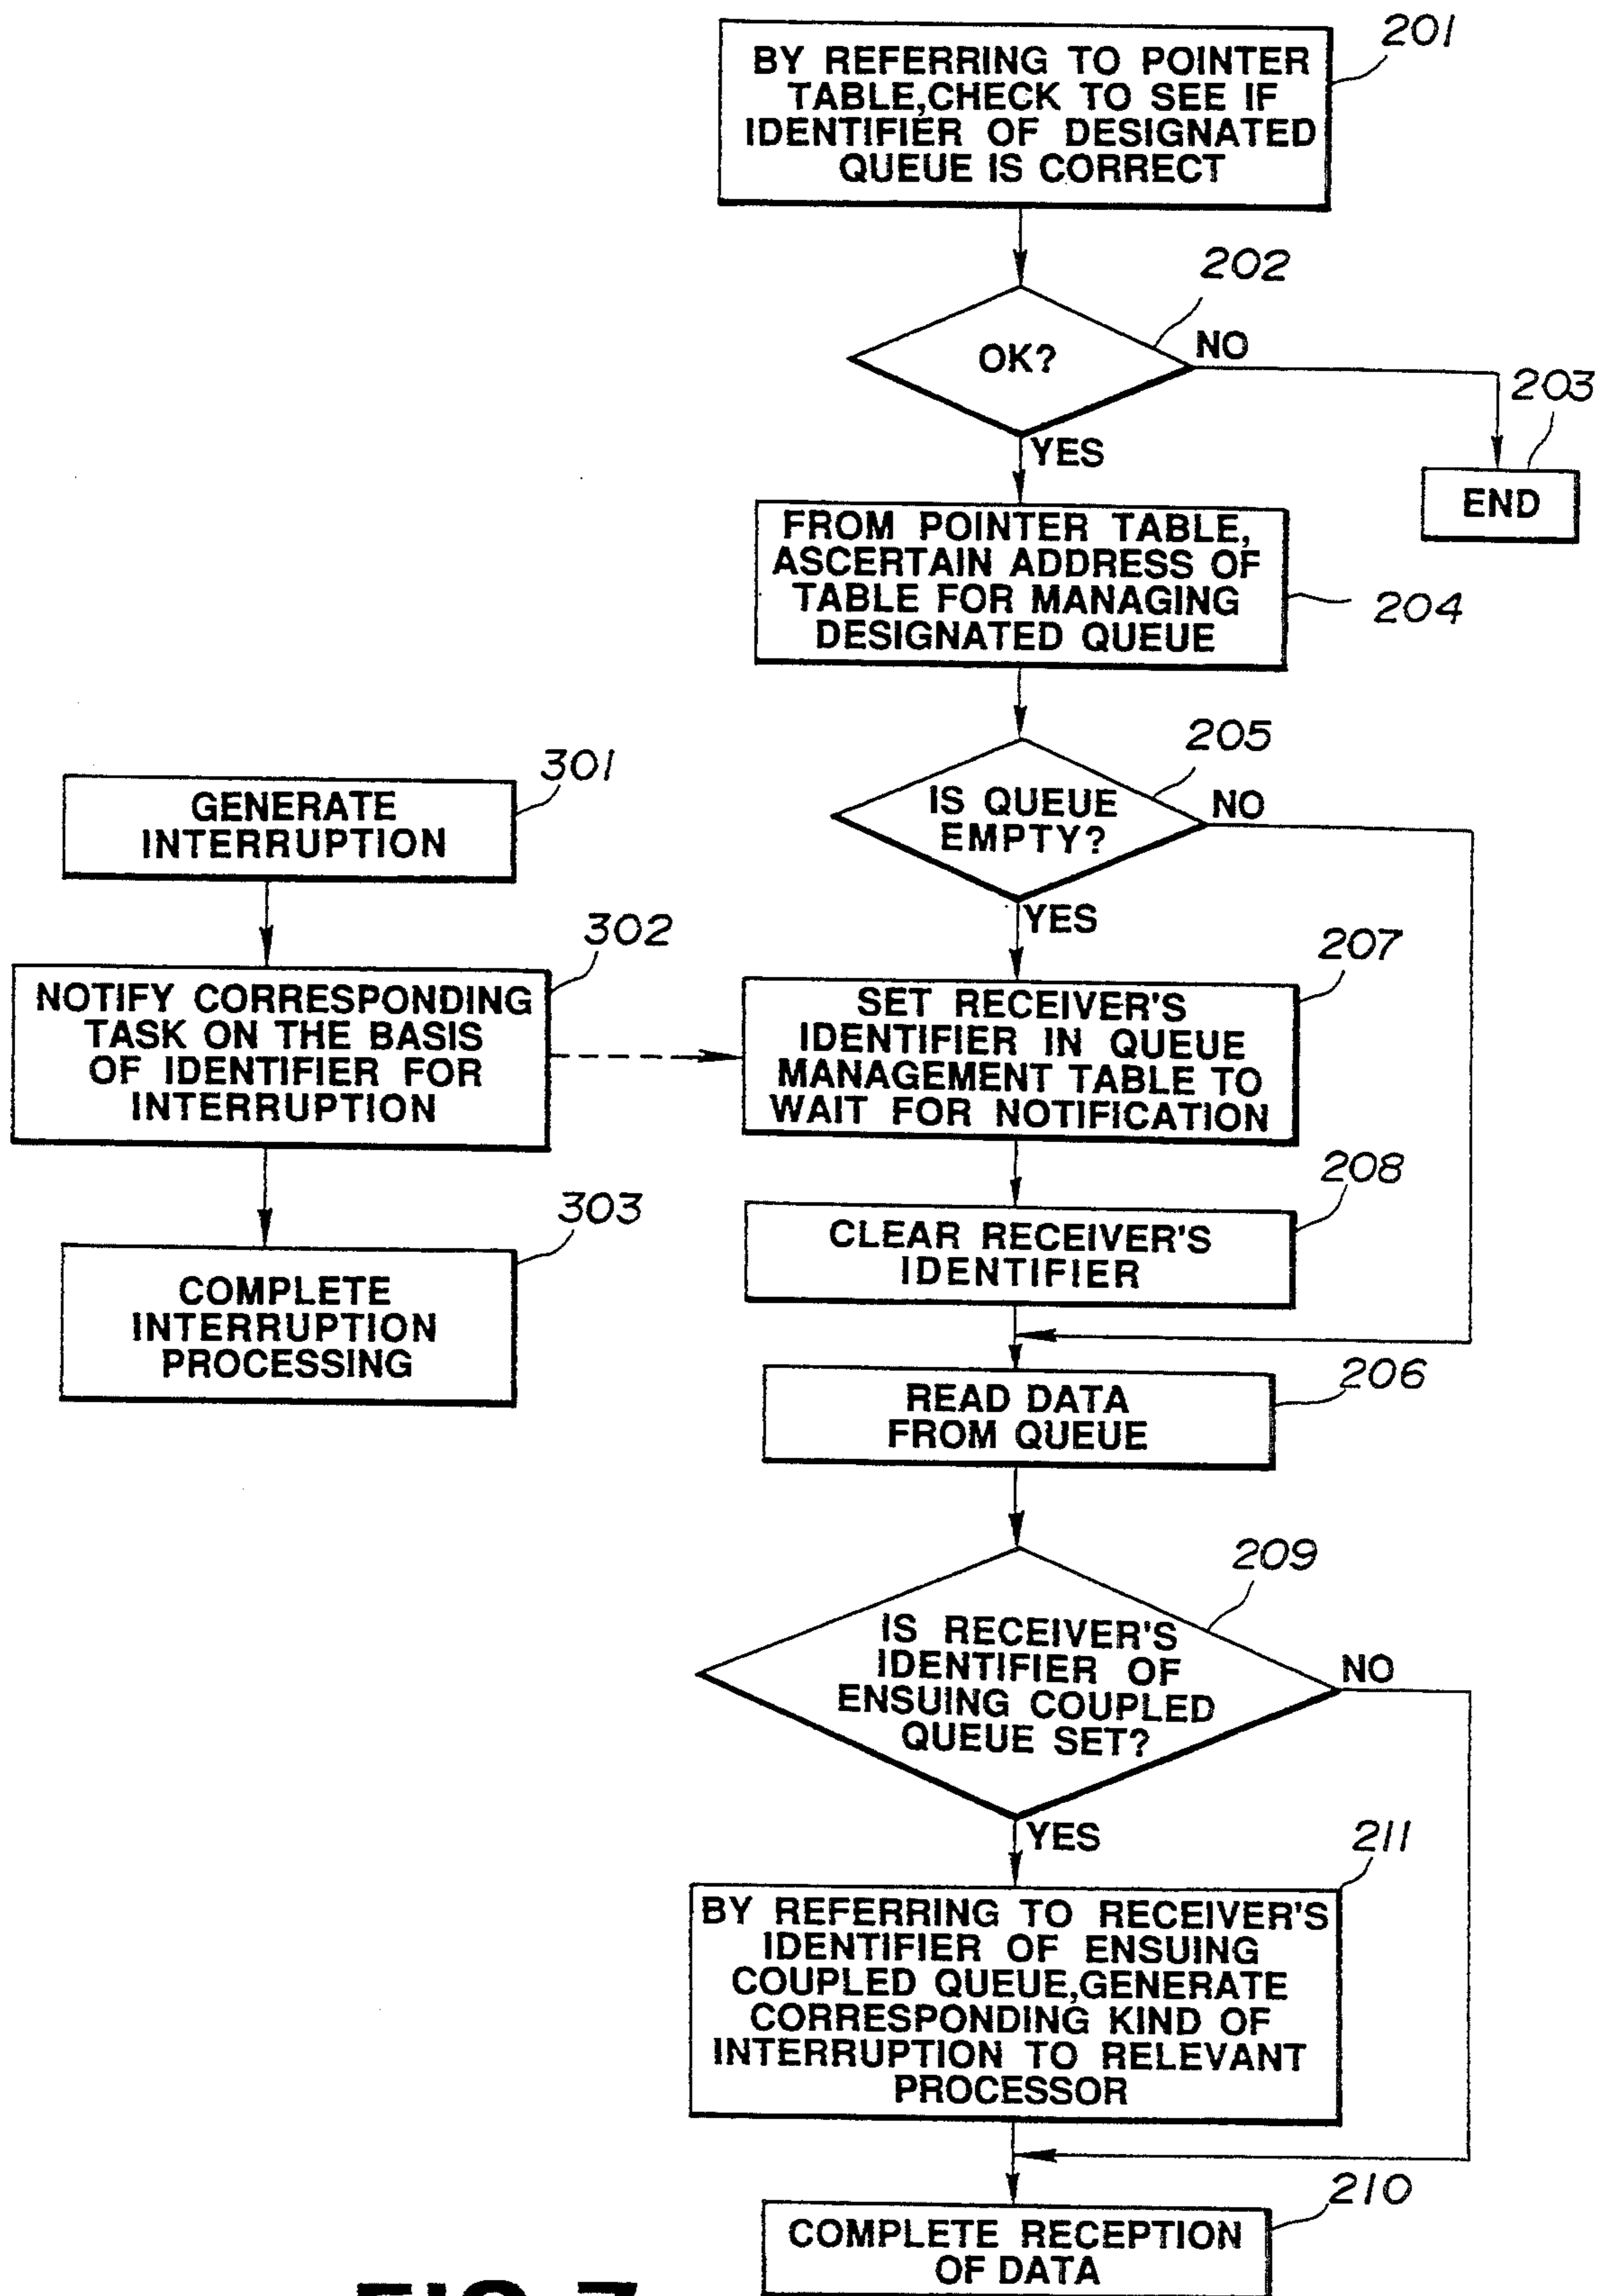 201
BY REFERRING TO POINTER
TABLE,CHECK TO SEE IF
IDENTIFIER OF DESIGNATED
QUEUE IS CORRECT
202
OK?
NO
203
END
YES
FROM POINTER TABLE,
ASCERTAIN ADDRESS OF
TABLE FOR MANAGING
DESIGNATED QUEUE
204
205
IS QUEUE
EMPTY?
NO
YES
301
GENERATE
INTERRUPTION
302
NOTIFY CORRESPONDING
TASK ON THE BASIS
OF IDENTIFIER FOR
INTERRUPTION
303
COMPLETE
INTERRUPTION
PROCESSING
207
SET RECEIVER'S
IDENTIFIER IN QUEUE
MANAGEMENT TABLE TO
WAIT FOR NOTIFICATION
208
CLEAR RECEIVER'S
IDENTIFIER
206
READ DATA
FROM QUEUE
209
IS RECEIVER'S
IDENTIFIER OF
ENSUING COUPLED
QUEUE SET?
NO
YES
211
BY REFERRING TO RECEIVER'S
IDENTIFIER OF ENSUING
COUPLED QUEUE,GENERATE
CORRESPONDING KIND OF
INTERRUPTION TO RELEVANT
PROCESSOR
210
COMPLETE RECEPTION
OF DATA